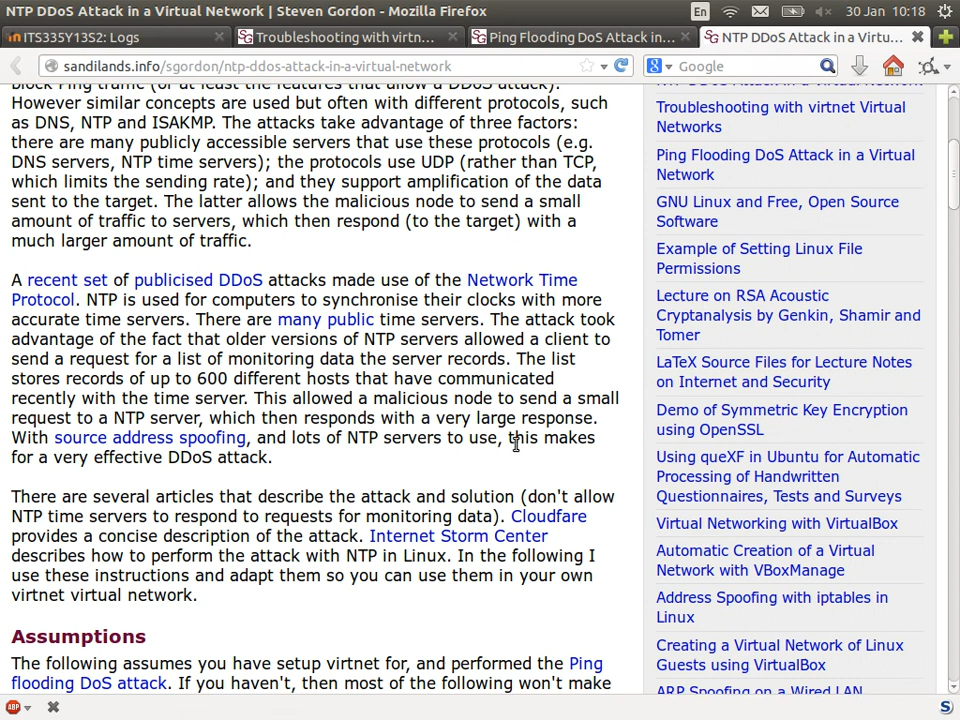 NTP DDoS Attack in a Virtual Network | Steven Gordon - Mozilla Firefox
En
30 Jan 10:18
ITS335Y13S2: Logs
Troubleshooting with virtn...
Ping Flooding DoS Attack in...
NTP DDoS Attack in a Virtu...
sandilands.info/sgordon/ntp-ddos-attack-in-a-virtual-network
Google
block Ping traffic (or at least the features that allow a DDoS attack).
However similar concepts are used but often with different protocols, such
as DNS, NTP and ISAKMP. The attacks take advantage of three factors:
there are many publicly accessible servers that use these protocols (e.g.
DNS servers, NTP time servers); the protocols use UDP (rather than TCP,
which limits the sending rate); and they support amplification of the data
sent to the target. The latter allows the malicious node to send a small
amount of traffic to servers, which then respond (to the target) with a
much larger amount of traffic.
A recent set of publicised DDoS attacks made use of the Network Time
Protocol. NTP is used for computers to synchronise their clocks with more
accurate time servers. There are many public time servers. The attack took
advantage of the fact that older versions of NTP servers allowed a client to
send a request for a list of monitoring data the server records. The list
stores records of up to 600 different hosts that have communicated
recently with the time server. This allowed a malicious node to send a small
request to a NTP server, which then responds with a very large response.
With source address spoofing, and lots of NTP servers to use, this makes
for a very effective DDoS attack.
There are several articles that describe the attack and solution (don't allow
NTP time servers to respond to requests for monitoring data). Cloudfare
provides a concise description of the attack. Internet Storm Center
describes how to perform the attack with NTP in Linux. In the following I
use these instructions and adapt them so you can use them in your own
virtnet virtual network.
Assumptions
The following assumes you have setup virtnet for, and performed the Ping
flooding DoS attack. If you haven't, then most of the following won't make
NTP DDoS Attack in a Virtual Network
Troubleshooting with virtnet Virtual
Networks
Ping Flooding DoS Attack in a Virtual
Network
GNU Linux and Free, Open Source
Software
Example of Setting Linux File
Permissions
Lecture on RSA Acoustic
Cryptanalysis by Genkin, Shamir and
Tomer
LaTeX Source Files for Lecture Notes
on Internet and Security
Demo of Symmetric Key Encryption
using OpenSSL
Using queXF in Ubuntu for Automatic
Processing of Handwritten
Questionnaires, Tests and Surveys
Virtual Networking with VirtualBox
Automatic Creation of a Virtual
Network with VBoxManage
Address Spoofing with iptables in
Linux
Creating a Virtual Network of Linux
Guests using VirtualBox
ARP Spoofing on a Wired LAN
ABP
S